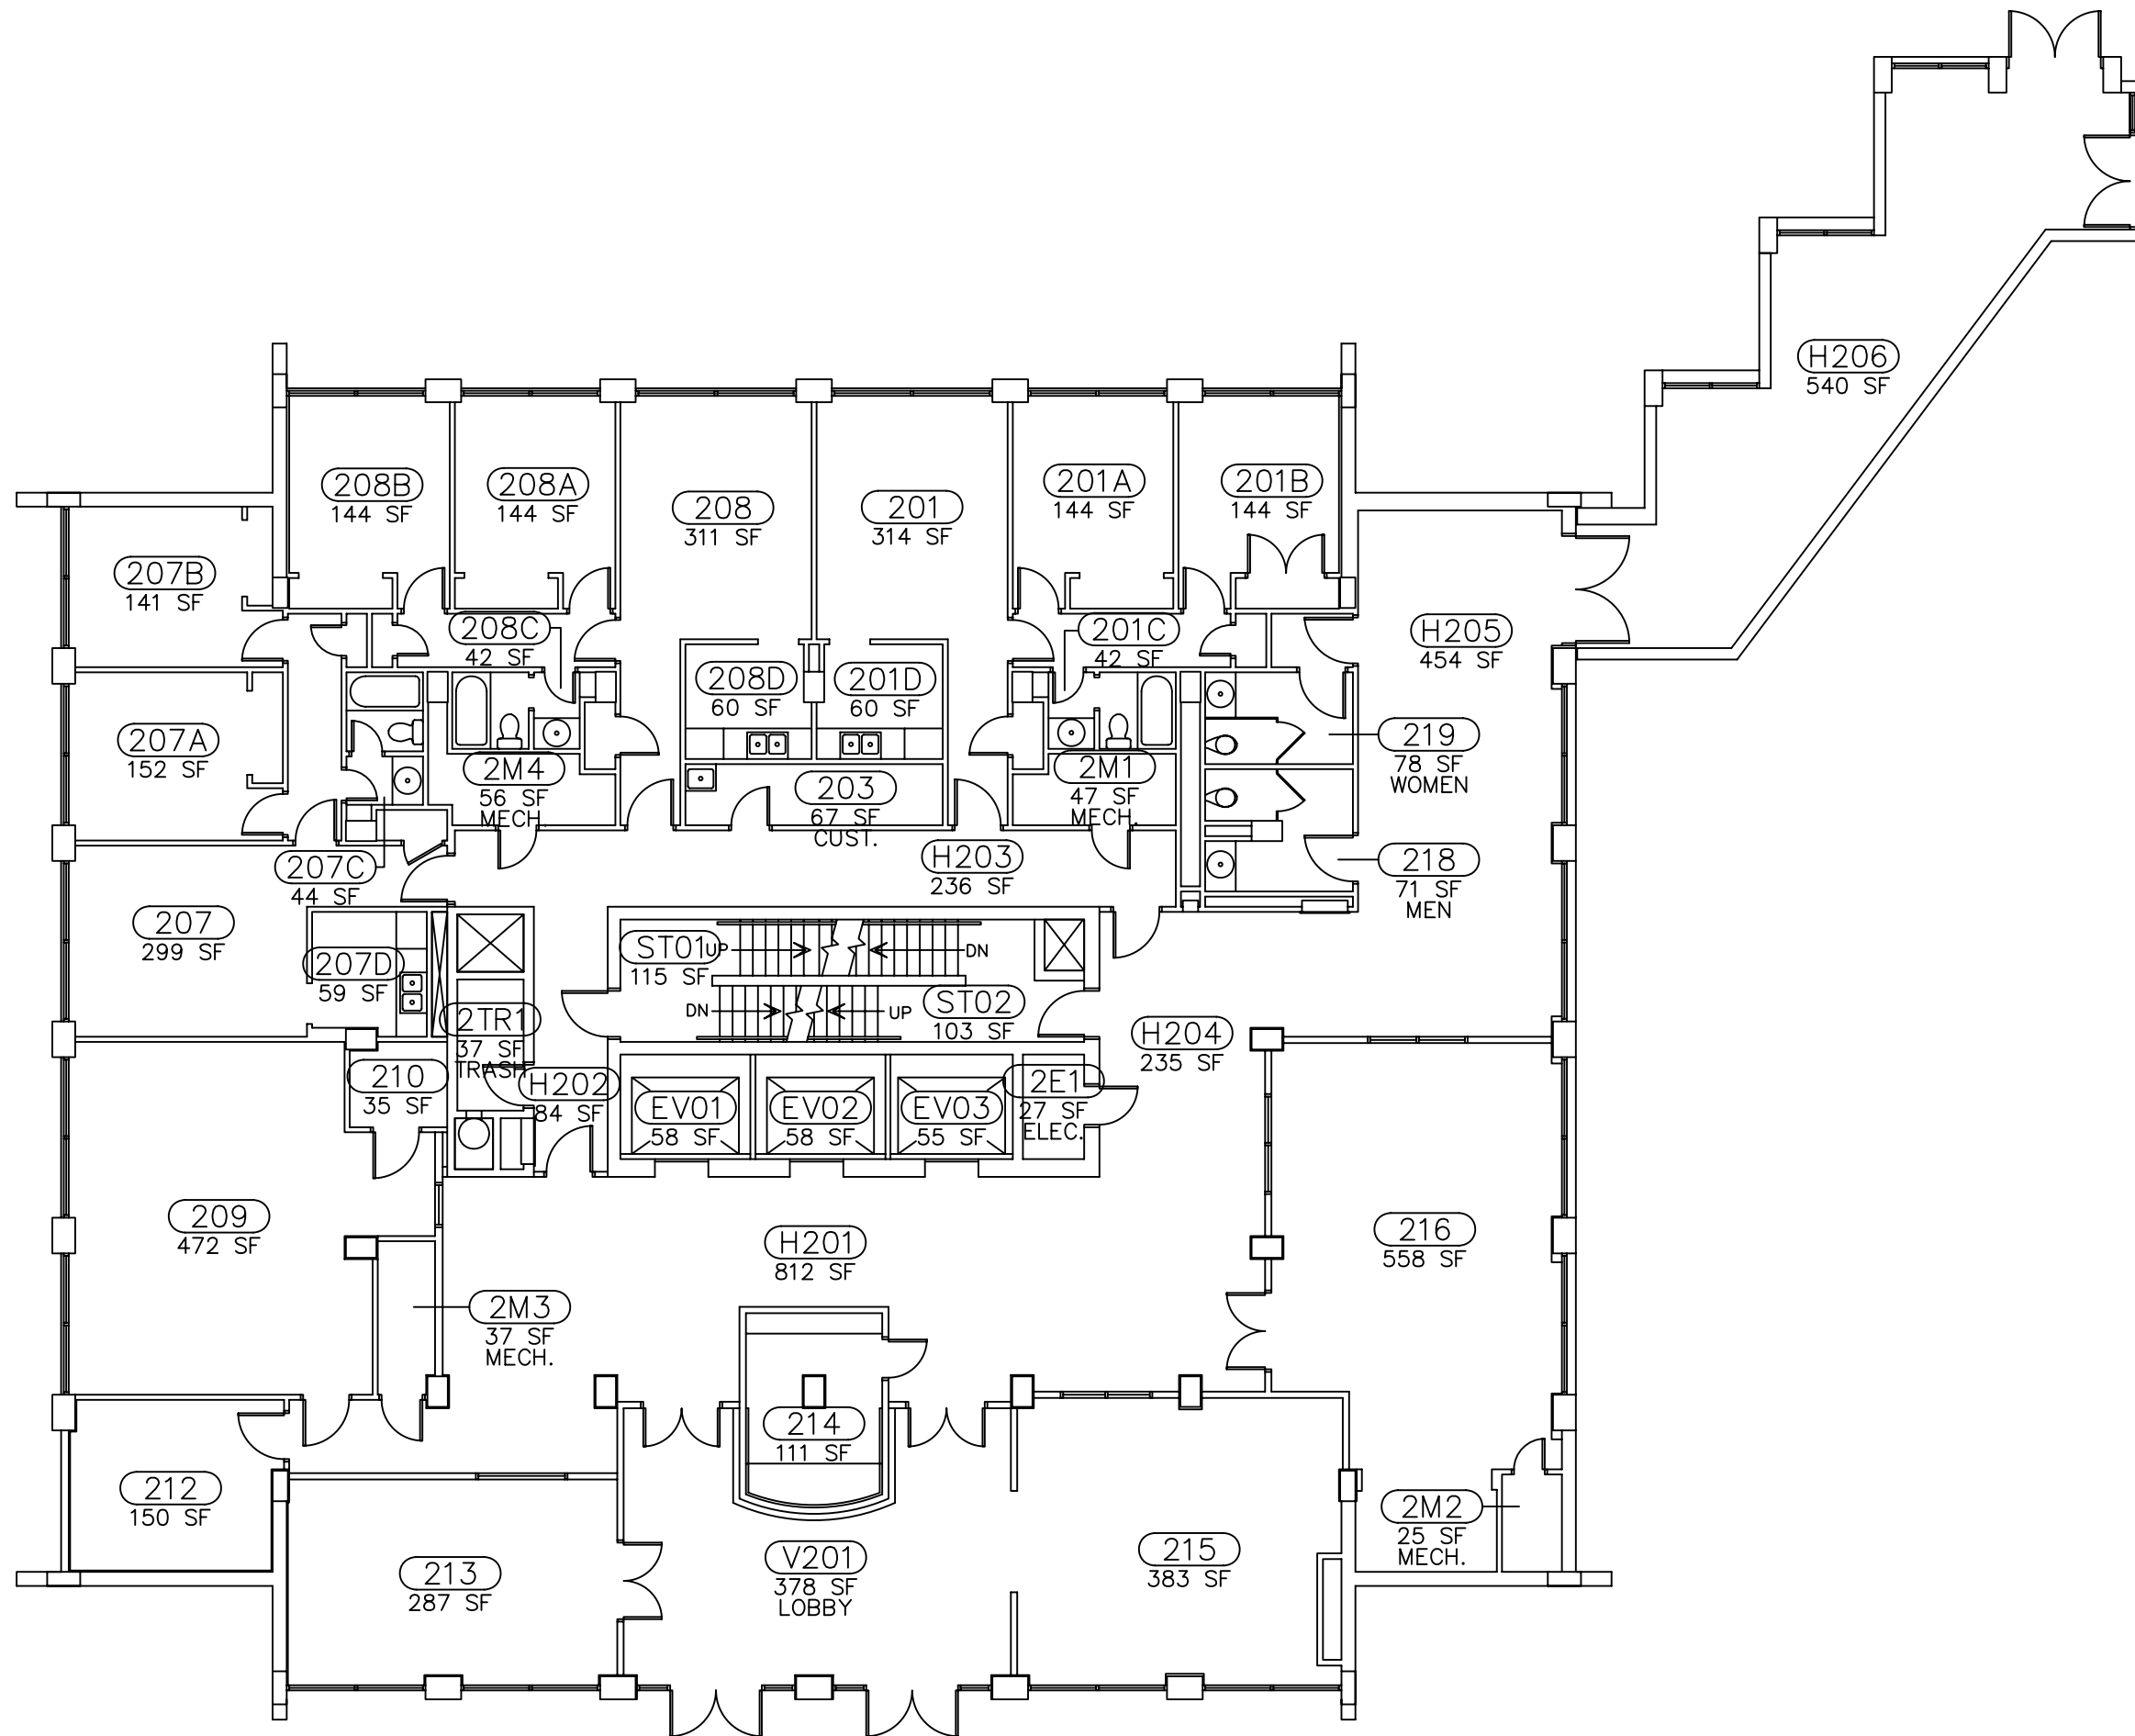 H206
540 SF
208B
144 SF
208A
144 SF
208
311 SF
201
314 SF
201A
144 SF
201B
144 SF
207B
141 SF
208C
42 SF
201C
42 SF
H205
454 SF
208D
60 SF
201D
60 SF
207A
152 SF
219
78 SF
WOMEN
2M4
56 SF
MECH.
203
67 SF
CUST.
2M1
47 SF
MECH.
207C
44 SF
H203
236 SF
218
71 SF
MEN
207
299 SF
207D
59 SF
ST01
115 SF
UP
DN
DN
UP
ST02
103 SF
2TR1
37 SF
TRASH
H204
235 SF
210
35 SF
H202
84 SF
EV01
58 SF
EV02
58 SF
EV03
55 SF
2E1
27 SF
ELEC.
209
472 SF
H201
812 SF
216
558 SF
2M3
37 SF
MECH.
214
111 SF
212
150 SF
2M2
25 SF
MECH.
213
287 SF
V201
378 SF
LOBBY
215
383 SF